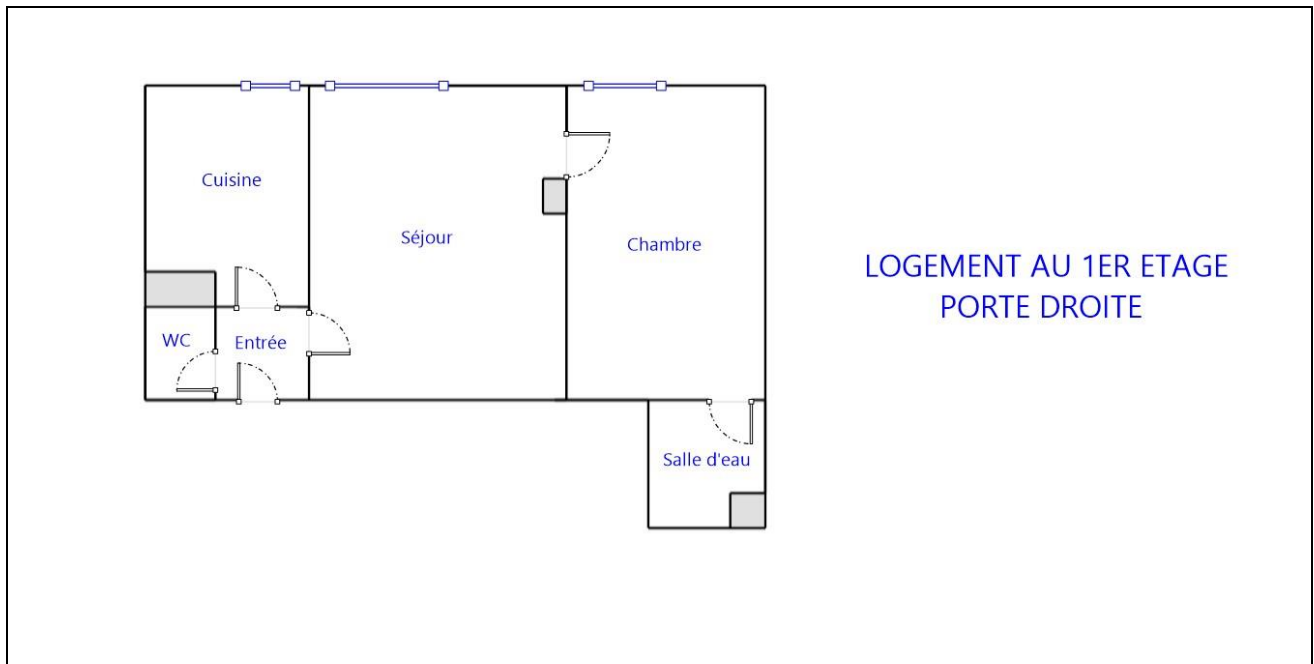 Cuisine
Séjour
Chambre
LOGEMENT AU 1ER ETAGE
PORTE DROITE
WC
Entrée
Salle d'eau